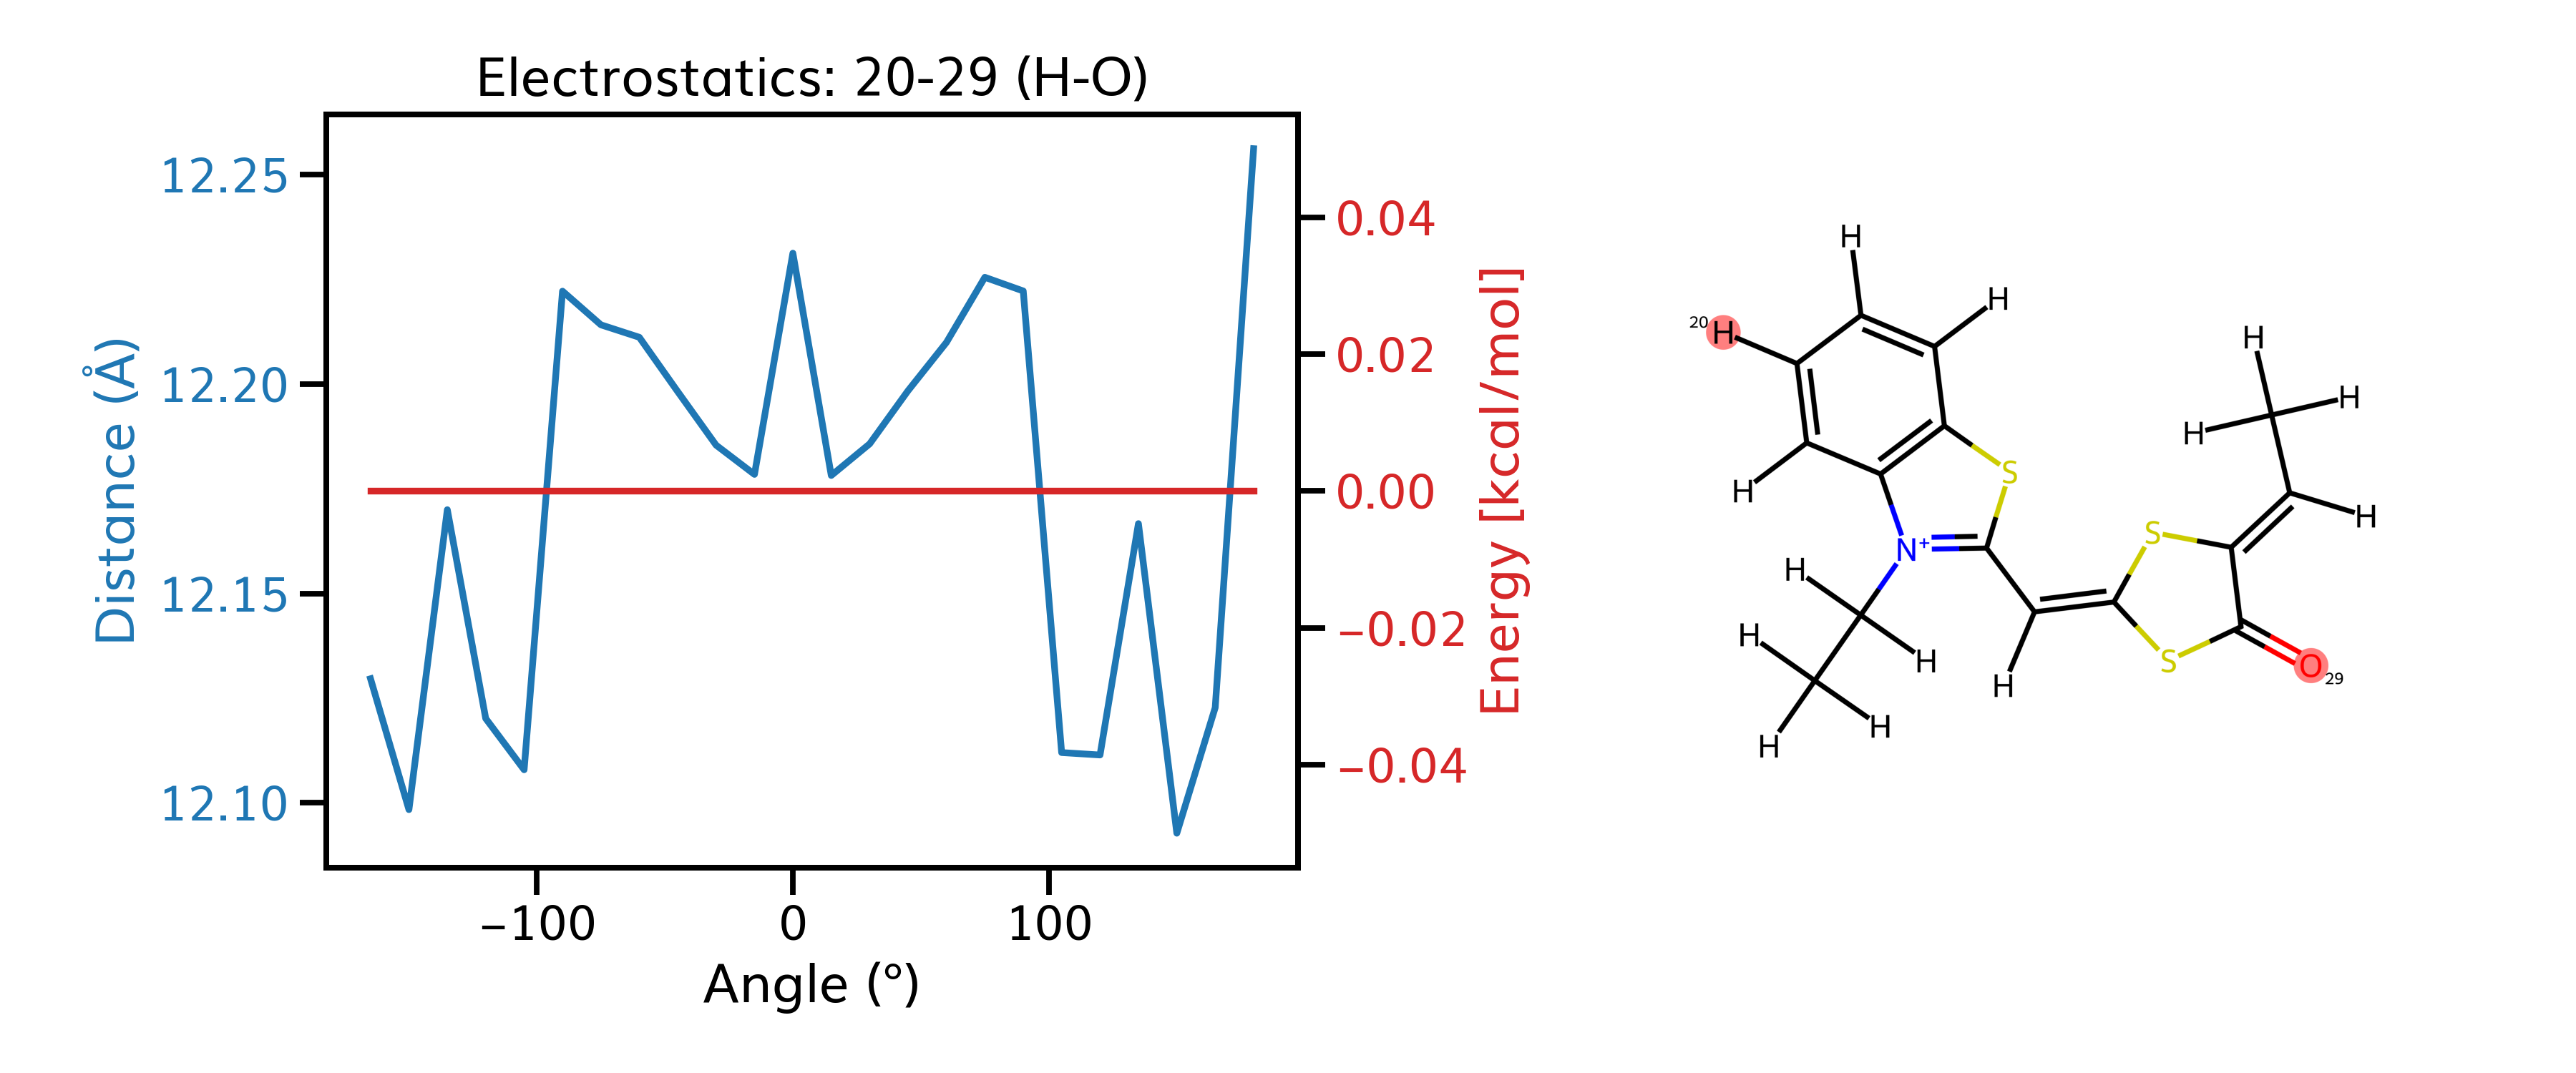 Electrostatics: 20-29 (H-O)
Distance (Å)
12.25
12.20
12.15
12.10
0.04
0.02
0.00
−0.02
−0.04
Energy [kcal/mol]
−100
0
100
Angle (°)
H
H
20
H
H
H
H
H
S
H
H
S
N+
H
H
H
S
O
29
H
H
H